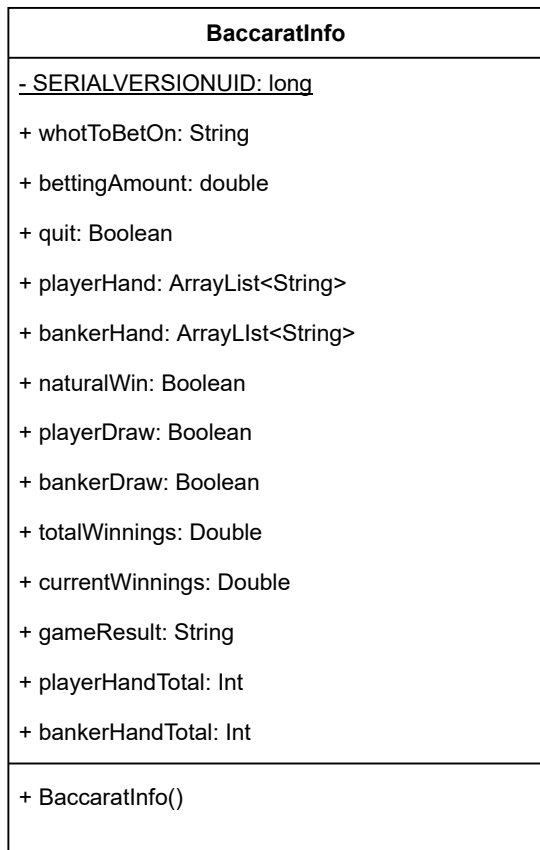 BaccaratInfo
- SERIALVERSIONUID: long
+ whotToBetOn: String
+ bettingAmount: double
+ quit: Boolean
+ playerHand: ArrayList<String>
+ bankerHand: ArrayLIst<String>
+ naturalWin: Boolean
+ playerDraw: Boolean
+ bankerDraw: Boolean
+ totalWinnings: Double
+ currentWinnings: Double
+ gameResult: String
+ playerHandTotal: Int
+ bankerHandTotal: Int
+ BaccaratInfo()